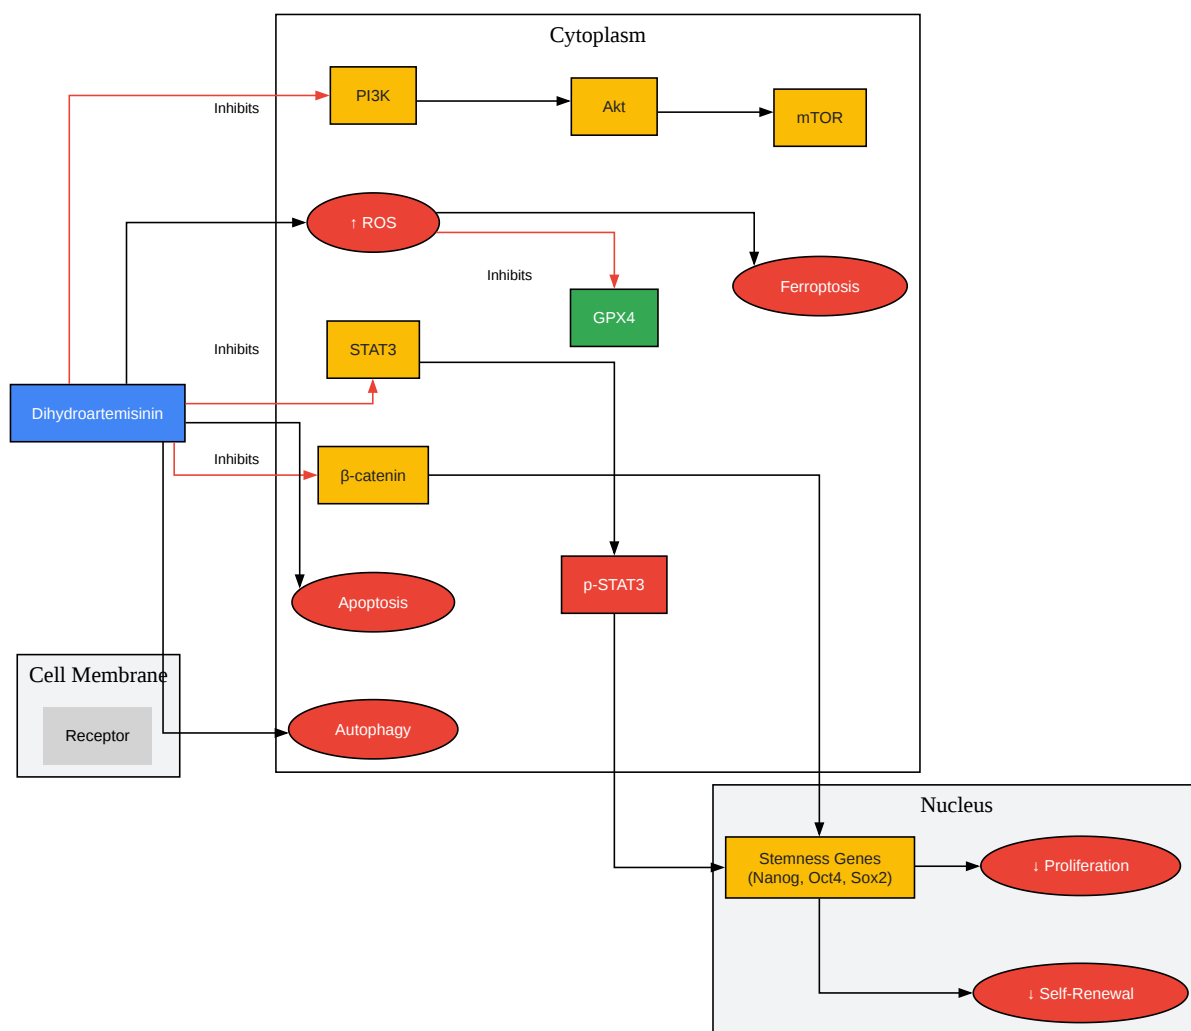 Cytoplasm
PI3K
Inhibits
Akt
mTOR
↑ ROS
Inhibits
Ferroptosis
GPX4
Inhibits
STAT3
Dihydroartemisinin
Inhibits
β-catenin
p-STAT3
Apoptosis
Cell Membrane
Receptor
Autophagy
Nucleus
Stemness Genes
(Nanog, Oct4, Sox2)
↓ Proliferation
↓ Self-Renewal